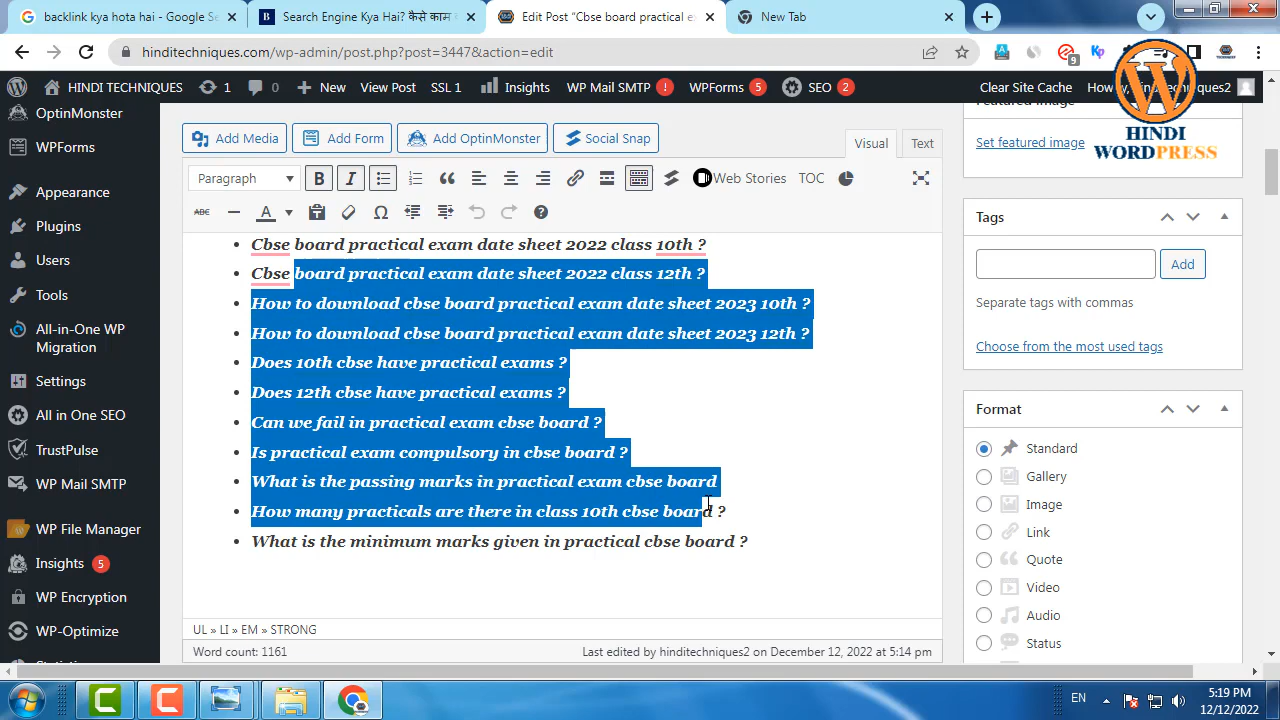 backlink kya hota hai - Google Se
Search Engine Kya Hai? कैसे काम क
Edit Post "Cbse board practical e
New Tab
hinditechniques.com/wp-admin/post.php?post=3447&action=edit
9
HINDI TECHNIQUES
1
0
New
View Post
SSL 1
Insights
WP Mail SMTP !
WPForms 5
SEO 2
Clear Site Cache
hinditechniques2
OptinMonster
WPForms
Appearance
Plugins
Users
Tools
All-in-One WP
Migration
Settings
All in One SEO
TrustPulse
WP Mail SMTP
WP File Manager
Insights 5
WP Encryption
WP-Optimize
Add Media
Add Form
Add OptinMonster
Social Snap
Visual
Text
Paragraph
B
I
Web Stories
TOC
ABC
A
Ω
Cbse board practical exam date sheet 2022 class 10th ?
Cbse board practical exam date sheet 2022 class 12th ?
How to download cbse board practical exam date sheet 2023 10th ?
How to download cbse board practical exam date sheet 2023 12th ?
Does 10th cbse have practical exams ?
Does 12th cbse have practical exams ?
Can we fail in practical exam cbse board ?
Is practical exam compulsory in cbse board ?
What is the passing marks in practical exam cbse board
How many practicals are there in class 10th cbse board ?
What is the minimum marks given in practical cbse board ?
UL » LI » EM » STRONG
Word count: 1161
Last edited by hinditechniques2 on December 12, 2022 at 5:14 pm
HINDI
WORDPRESS
Featured image
Set featured image
Tags
Add
Separate tags with commas
Choose from the most used tags
Format
Standard
Gallery
Image
Link
Quote
Video
Audio
Status
EN
5:19 PM
12/12/2022